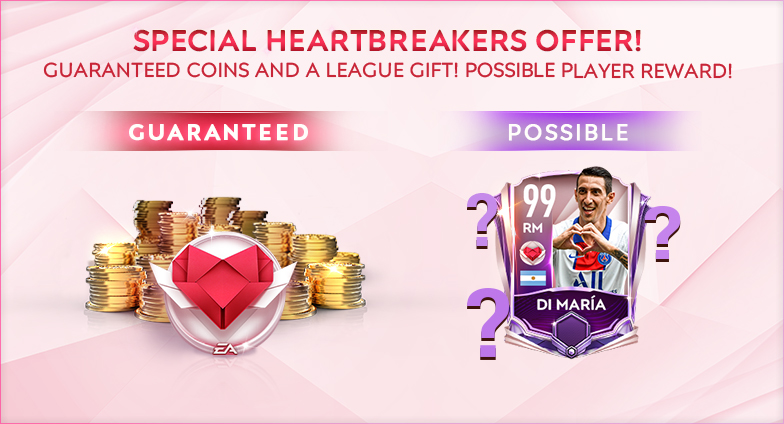 SPECIAL HEARTBREAKERS OFFER!
GUARANTEED COINS AND A LEAGUE GIFT! POSSIBLE PLAYER REWARD!
GUARANTEED
POSSIBLE
EA
?
99
RM
?
DI MARÍA
?